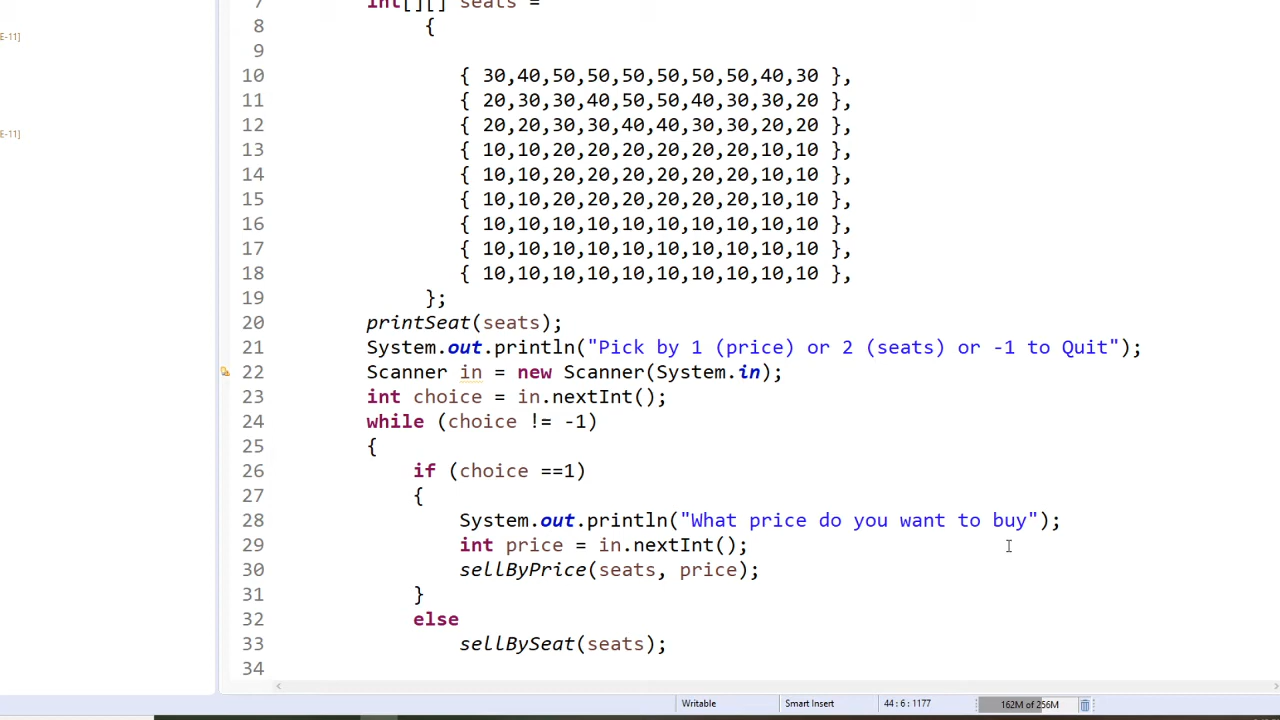 7 int[][] seats =
E-11]
8 {
9
10 { 30,40,50,50,50,50,50,50,40,30 },
11 { 20,30,30,40,50,50,40,30,30,20 },
12 { 20,20,30,30,40,40,30,30,20,20 },
E-11]
13 { 10,10,20,20,20,20,20,20,10,10 },
14 { 10,10,20,20,20,20,20,20,10,10 },
15 { 10,10,20,20,20,20,20,20,10,10 },
16 { 10,10,10,10,10,10,10,10,10,10 },
17 { 10,10,10,10,10,10,10,10,10,10 },
18 { 10,10,10,10,10,10,10,10,10,10 },
19 };
20 printSeat(seats);
21 System.out.println("Pick by 1 (price) or 2 (seats) or -1 to Quit");
22 Scanner in = new Scanner(System.in);
23 int choice = in.nextInt();
24 while (choice != -1)
25 {
26 if (choice ==1)
27 {
28 System.out.println("What price do you want to buy");
29 int price = in.nextInt();
30 sellByPrice(seats, price);
31 }
32 else
33 sellBySeat(seats);
34
Writable Smart Insert 44 : 6 : 1177 162M of 256M